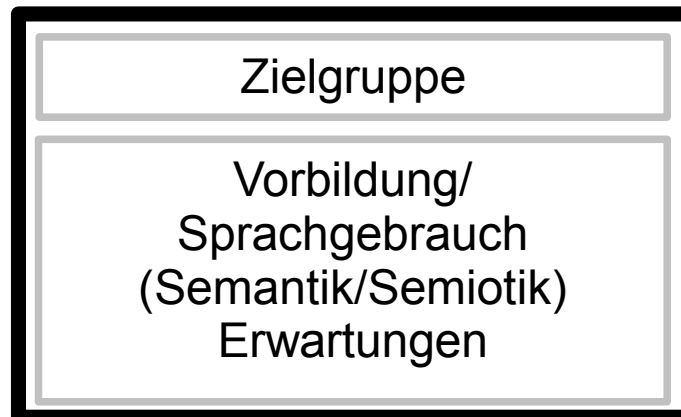 Zielgruppe
Vorbildung/
Sprachgebrauch
(Semantik/Semiotik)
Erwartungen